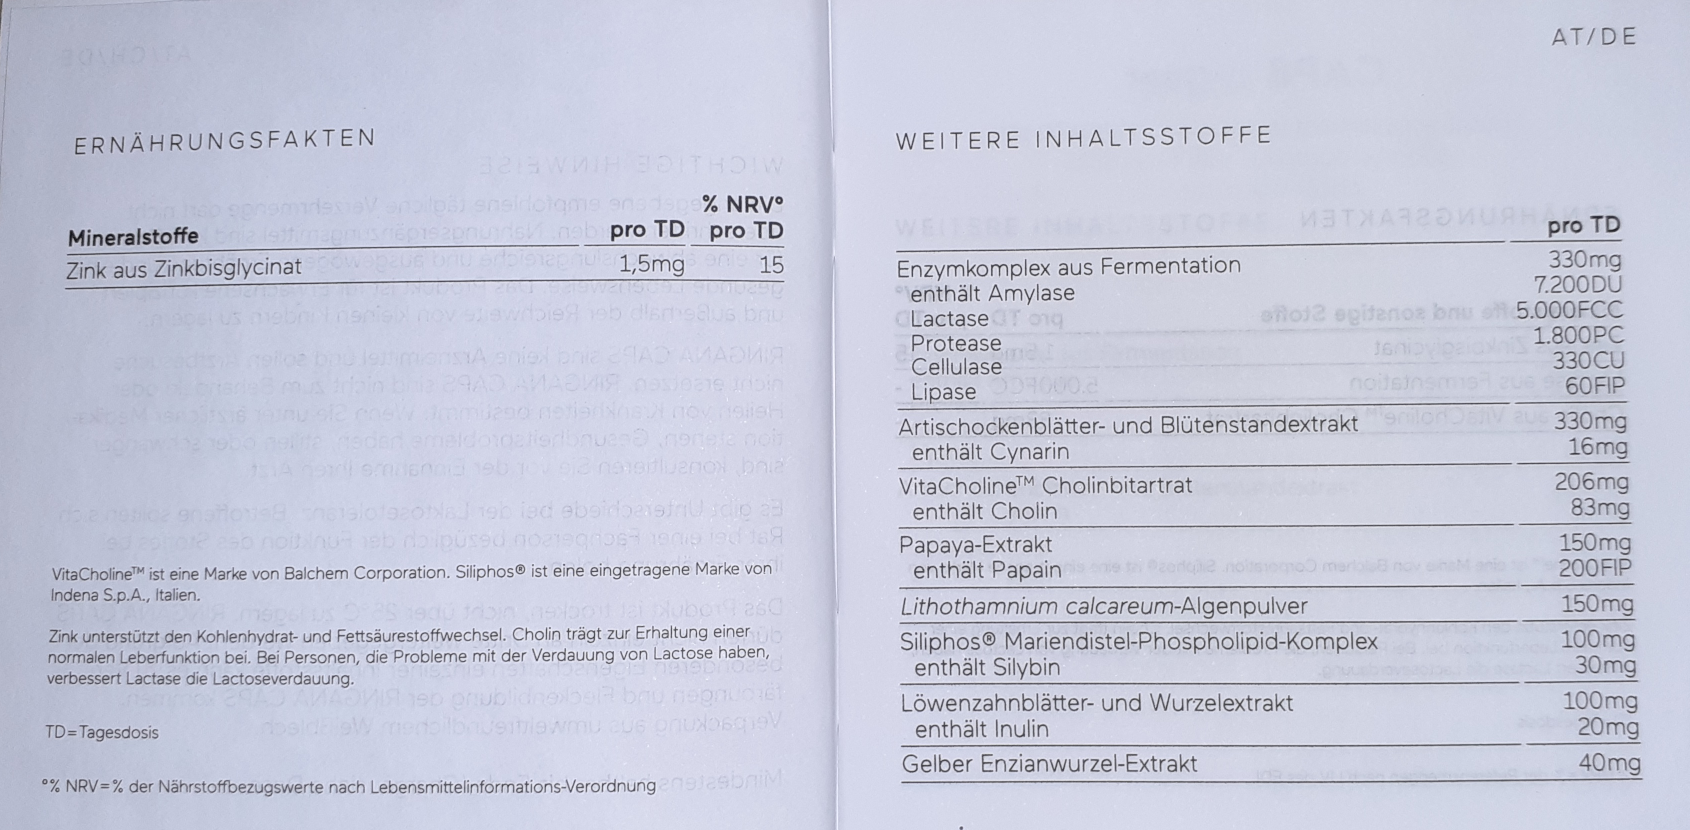 ERNÄHRUNGSFAKTEN
% NRV°
Mineralstoffe pro TD pro TD
Zink aus Zinkbisglycinat 1,5mg 15
VitaCholine™ ist eine Marke von Balchem Corporation. Siliphos® ist eine eingetragene Marke von
Indena S.p.A., Italien.
Zink unterstützt den Kohlenhydrat- und Fettsäurestoffwechsel. Cholin trägt zur Erhaltung einer
normalen Leberfunktion bei. Bei Personen, die Probleme mit der Verdauung von Lactose haben,
verbessert Lactase die Lactoseverdauung.
TD=Tagesdosis
°% NRV=% der Nährstoffbezugswerte nach Lebensmittelinformations-Verordnung
AT/DE
WEITERE INHALTSSTOFFE
pro TD
Enzymkomplex aus Fermentation 330mg
enthält Amylase 7.200DU
Lactase 5.000FCC
Protease 1.800PC
Cellulase 330CU
Lipase 60FIP
Artischockenblätter- und Blütenstandextrakt 330mg
enthält Cynarin 16mg
VitaCholine™ Cholinbitartrat 206mg
enthält Cholin 83mg
Papaya-Extrakt 150mg
enthält Papain 200FIP
Lithothamnium calcareum-Algenpulver 150mg
Siliphos® Mariendistel-Phospholipid-Komplex 100mg
enthält Silybin 30mg
Löwenzahnblätter- und Wurzelextrakt 100mg
enthält Inulin 20mg
Gelber Enzianwurzel-Extrakt 40mg